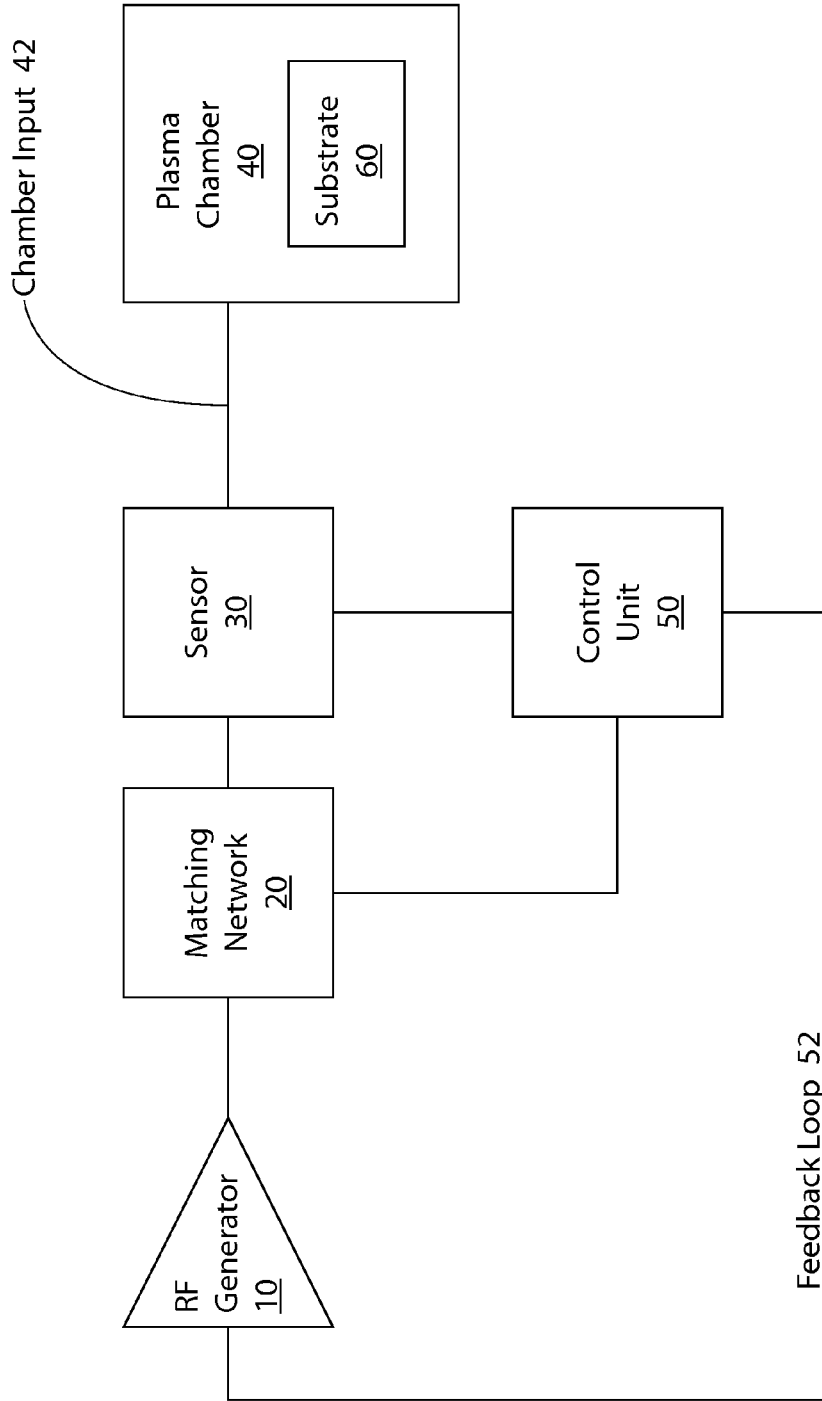 Chamber Input 42
RF
Generator
10
Matching
Network
20
Sensor
30
Plasma
Chamber
40
Substrate
60
Control
Unit
50
Feedback Loop 52